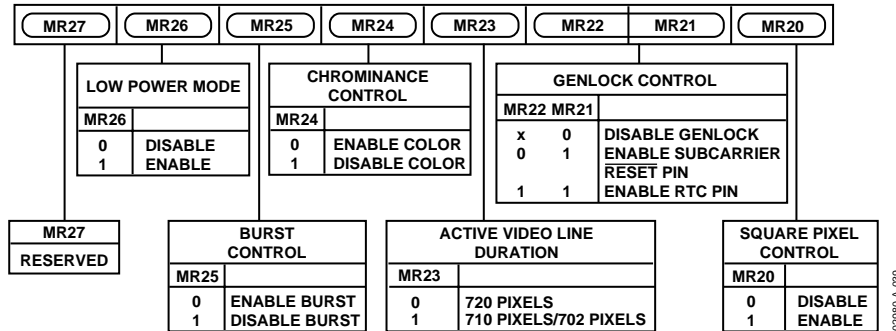 MR27 MR26 MR25 MR24 MR23 MR22 MR21 MR20
LOW POWER MODE
MR26
0 DISABLE
1 ENABLE
CHROMINANCE
CONTROL
MR24
0 ENABLE COLOR
1 DISABLE COLOR
GENLOCK CONTROL
MR22 MR21
x 0 DISABLE GENLOCK
0 1 ENABLE SUBCARRIER
RESET PIN
1 1 ENABLE RTC PIN
MR27
RESERVED
BURST
CONTROL
MR25
0 ENABLE BURST
1 DISABLE BURST
ACTIVE VIDEO LINE
DURATION
MR23
0 720 PIXELS
1 710 PIXELS/702 PIXELS
SQUARE PIXEL
CONTROL
MR20
0 DISABLE
1 ENABLE